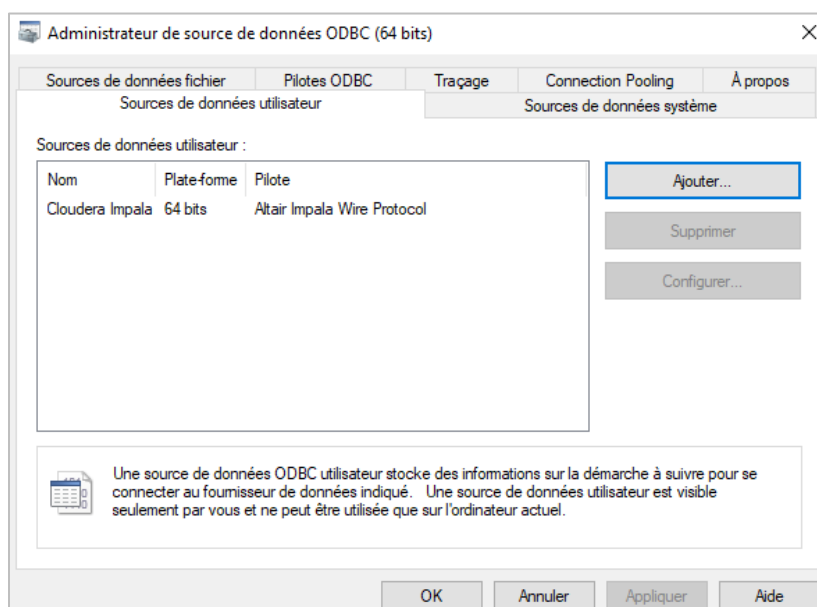 Administrateur de source de données ODBC (64 bits)
Sources de données fichier Pilotes ODBC Traçage Connection Pooling À propos
Sources de données utilisateur Sources de données système
Sources de données utilisateur :
Nom Plate-forme Pilote
Cloudera Impala 64 bits Altair Impala Wire Protocol
Ajouter...
Supprimer
Configurer...
Une source de données ODBC utilisateur stocke des informations sur la démarche à suivre pour se
connecter au fournisseur de données indiqué. Une source de données utilisateur est visible
seulement par vous et ne peut être utilisée que sur l'ordinateur actuel.
OK Annuler Appliquer Aide